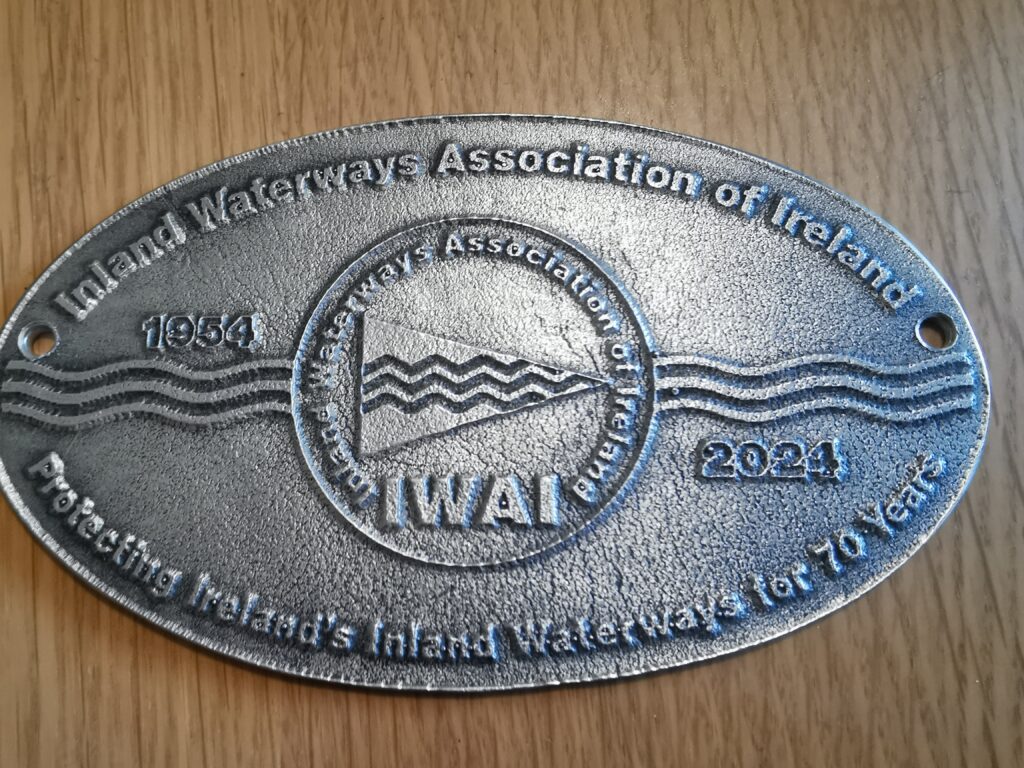 Inland Waterways Association of Ireland
1954
Inland Waterways Association of Ireland
IWAI
2024
Protecting Ireland's Inland Waterways for 70 Years